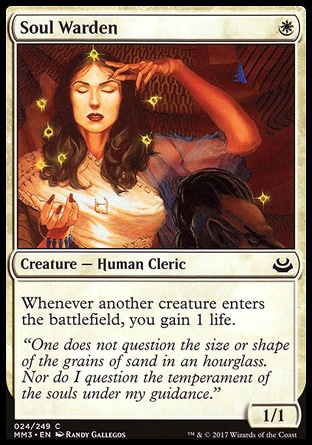 Soul Warden
Creature — Human Cleric
Whenever another creature enters
the battlefield, you gain 1 life.
“One does not question the size or shape
of the grains of sand in an hourglass.
Nor do I question the temperament of
the souls under my guidance.”
1/1
024/249 C
MM3 • EN RANDY GALLEGOS
™ & © 2017 Wizards of the Coast